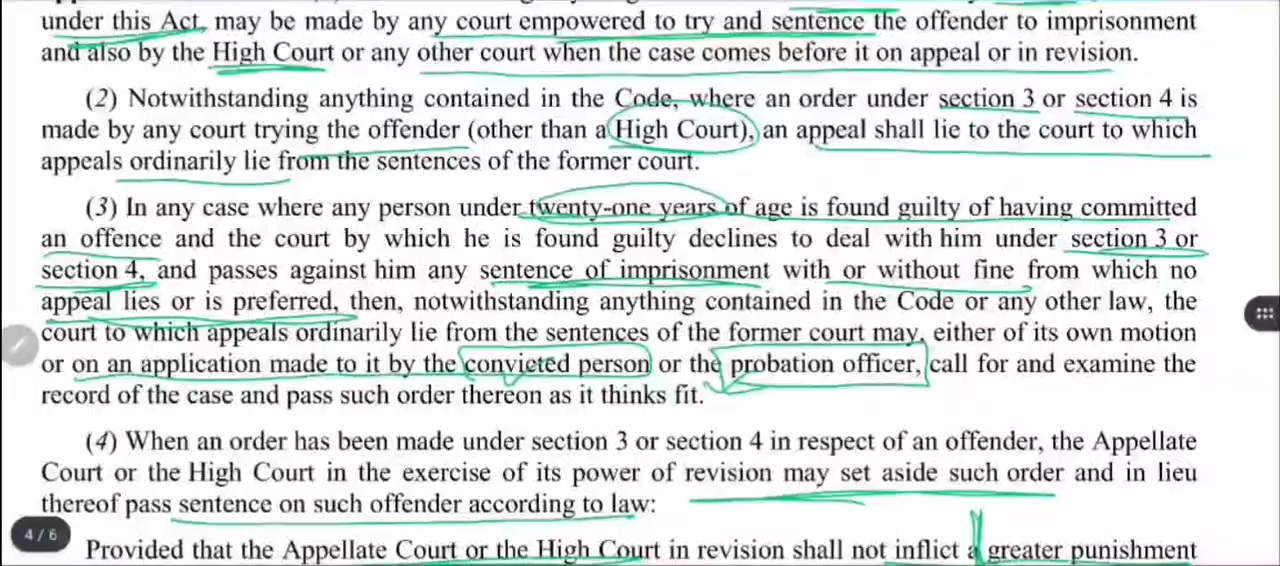 under this Act, may be made by any court empowered to try and sentence the offender to imprisonment
and also by the High Court or any other court when the case comes before it on appeal or in revision.
(2) Notwithstanding anything contained in the Code, where an order under section 3 or section 4 is
made by any court trying the offender (other than a High Court), an appeal shall lie to the court to which
appeals ordinarily lie from the sentences of the former court.
(3) In any case where any person under twenty-one years of age is found guilty of having committed
an offence and the court by which he is found guilty declines to deal with him under section 3 or
section 4, and passes against him any sentence of imprisonment with or without fine from which no
appeal lies or is preferred, then, notwithstanding anything contained in the Code or any other law, the
court to which appeals ordinarily lie from the sentences of the former court may, either of its own motion
or on an application made to it by the convicted person or the probation officer, call for and examine the
record of the case and pass such order thereon as it thinks fit.
(4) When an order has been made under section 3 or section 4 in respect of an offender, the Appellate
Court or the High Court in the exercise of its power of revision may set aside such order and in lieu
thereof pass sentence on such offender according to law:
4 / 6
Provided that the Appellate Court or the High Court in revision shall not inflict a greater punishment